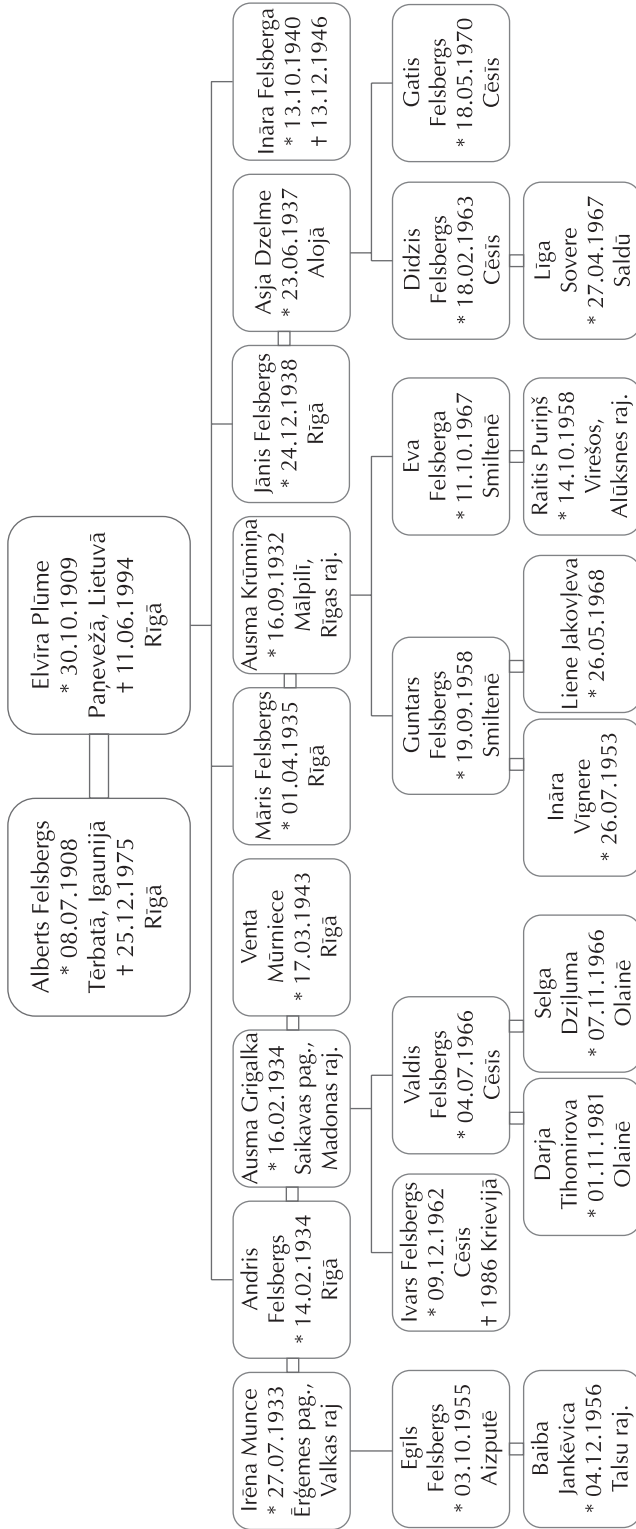 Alberts Felsbergs
* 08.07.1908
Tērbatā, Igaunijā
† 25.12.1975
Rīgā
Elvira Plūme
* 30.10.1909
Paņevežā, Lietuvā
† 11.06.1994
Rīgā
Irēna Munce
* 27.07.1933
Ērģemes pag.,
Valkas raj
Andris
Felsbergs
* 14.02.1934
Rīgā
Ausma Grigalka
* 16.02.1934
Saikavas pag.,
Madonas raj.
Venta
Mūrniece
* 17.03.1943
Rīgā
Māris Felsbergs
* 01.04.1935
Rīgā
Ausma Krūmiņa
* 16.09.1932
Mālpilī,
Rīgas raj.
Jānis Felsbergs
* 24.12.1938
Rīgā
Asja Dzelme
* 23.06.1937
Alojā
Ināra Felsberga
* 13.10.1940
† 13.12.1946
Egīls
Felsbergs
* 03.10.1955
Aizputē
Ivars Felsbergs
* 09.12.1962
Cēsīs
† 1986 Krievijā
Valdis
Felsbergs
* 04.07.1966
Cēsīs
Guntars
Felsbergs
* 19.09.1958
Smiltenē
Eva
Felsberga
* 11.10.1967
Smiltenē
Didzis
Felsbergs
* 18.02.1963
Cēsīs
Gatis
Felsbergs
* 18.05.1970
Cēsīs
Baiba
Jankēvica
* 04.12.1956
Talsu raj.
Darja
Tihomirova
* 01.11.1981
Olainē
Selga
Dziļuma
* 07.11.1966
Olainē
Ināra
Vīgnere
* 26.07.1953
Liene Jakovļeva
* 26.05.1968
Raitis Puriņš
* 14.10.1958
Virešos,
Alūksnes raj.
Līga
Sovere
* 27.04.1967
Saldū